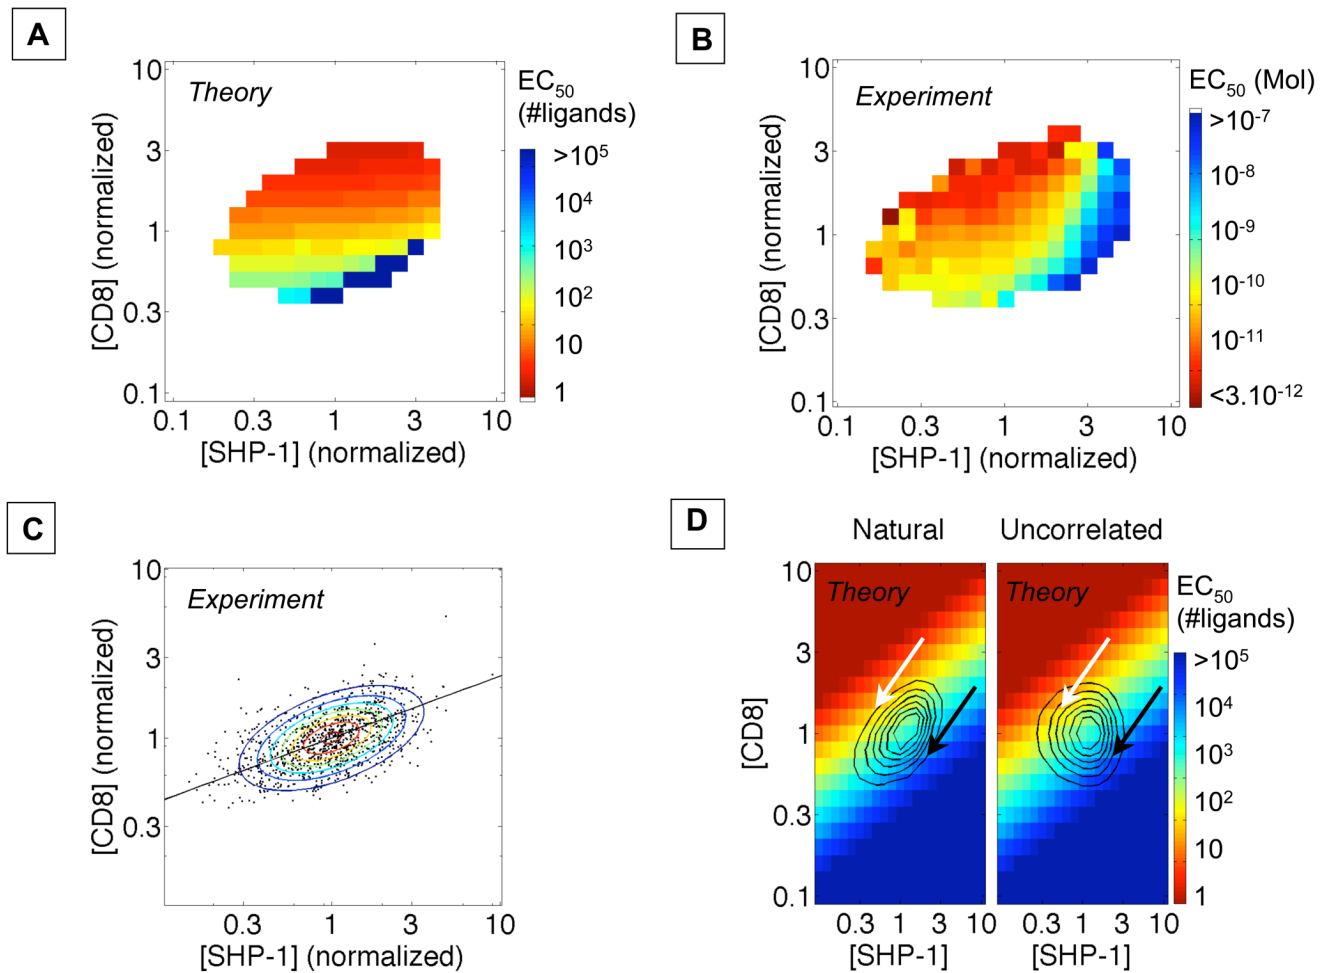 A
Theory
EC50
(#ligands)
10
3
1
0.3
0.1
[CD8] (normalized)
0.1 0.3 1 3 10
[SHP-1] (normalized)
>10^5
10^4
10^3
10^2
10
1
B
Experiment
EC50 (Mol)
10
3
1
0.3
0.1
[CD8] (normalized)
0.1 0.3 1 3 10
[SHP-1] (normalized)
>10^-7
10^-8
10^-9
10^-10
10^-11
<3.10^-12
C
Experiment
10
3
1
0.3
[CD8] (normalized)
0.3 1 3 10
[SHP-1] (normalized)
D
Natural Uncorrelated
Theory Theory
EC50
(#ligands)
10
3
1
0.3
0.1
[CD8]
0.3 1 3 10 0.3 1 3 10
[SHP-1] [SHP-1]
>10^5
10^4
10^3
10^2
10
1